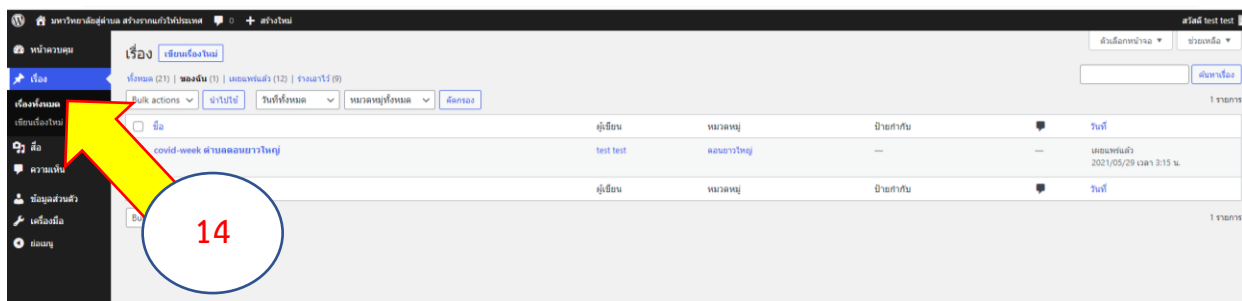 มหาวิทยาลัยสู่ตำบล สร้างรากแก้วให้ประเทศ 0 + สร้างใหม่ สวัสดี test test
หน้าควบคุม
เรื่อง
เรื่องทั้งหมด
เขียนเรื่องใหม่
สื่อ
ความเห็น
ข้อมูลส่วนตัว
เครื่องมือ
ย่อเมนู
ตัวเลือกหน้าจอ ช่วยเหลือ
เรื่อง เขียนเรื่องใหม่
ทั้งหมด (21) | ของฉัน (1) | เผยแพร่แล้ว (12) | ร่างเอาไว้ (9)
ค้นหาเรื่อง
Bulk actions นำไปใช้ วันที่ทั้งหมด หมวดหมู่ทั้งหมด คัดกรอง 1 รายการ
ชื่อ ผู้เขียน หมวดหมู่ ป้ายกำกับ วันที่
covid-week ตำบลดอนยาวใหญ่ test test ดอนยาวใหญ่ — — เผยแพร่แล้ว
2021/05/29 เวลา 3:15 น.
ผู้เขียน หมวดหมู่ ป้ายกำกับ วันที่
1 รายการ
14